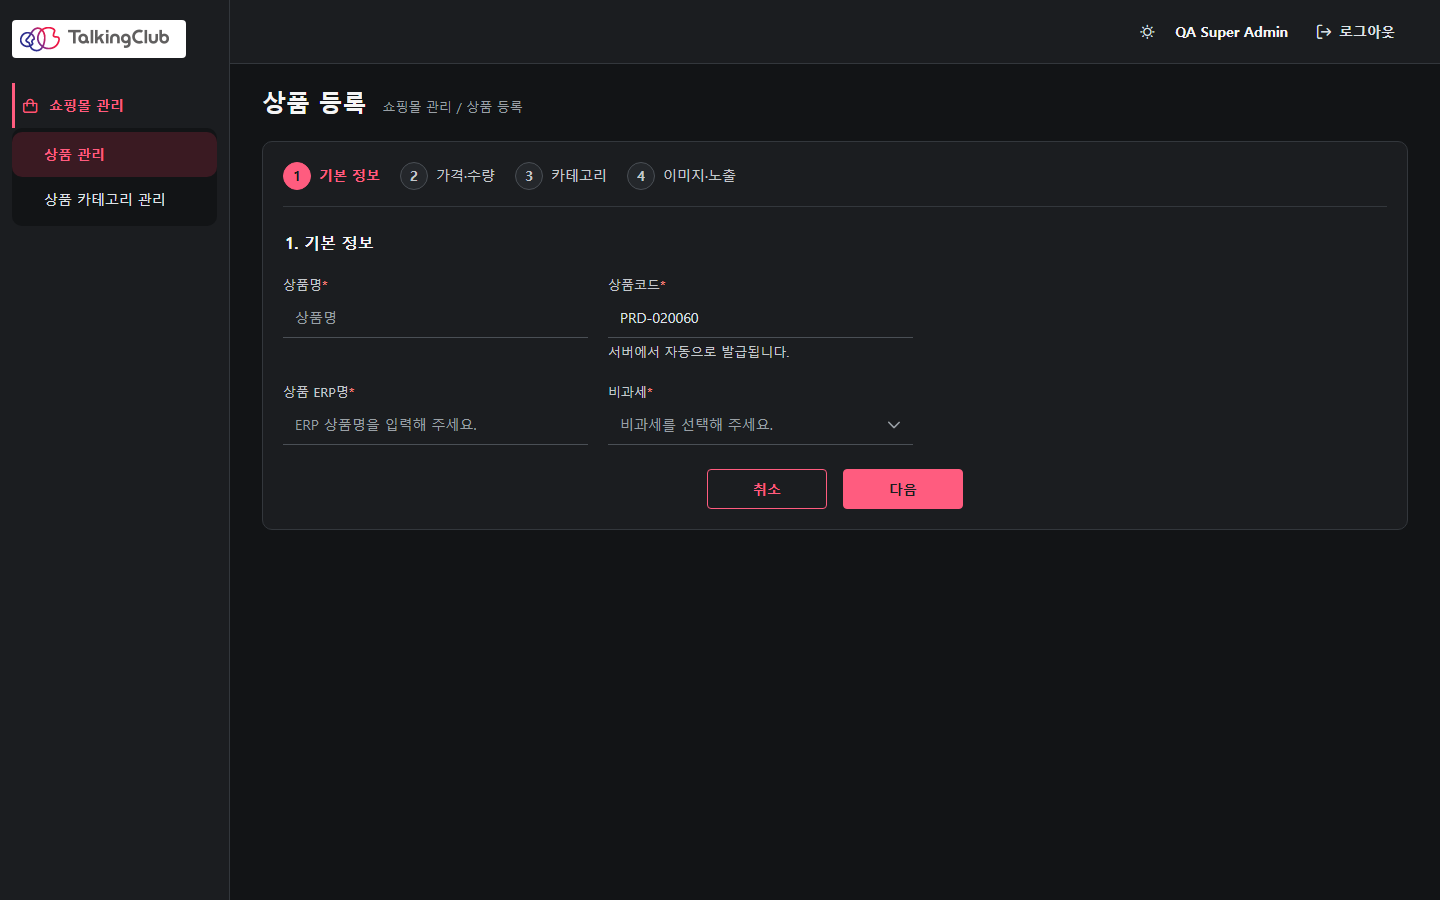 TalkingClub
QA Super Admin
로그아웃
쇼핑몰 관리
상품 관리
상품 카테고리 관리
상품 등록
쇼핑몰 관리 / 상품 등록
1 기본 정보
2 가격·수량
3 카테고리
4 이미지·노출
1. 기본 정보
상품명*
상품코드*
상품명
PRD-020060
서버에서 자동으로 발급됩니다.
상품 ERP명*
비과세*
ERP 상품명을 입력해 주세요.
비과세를 선택해 주세요.
취소
다음